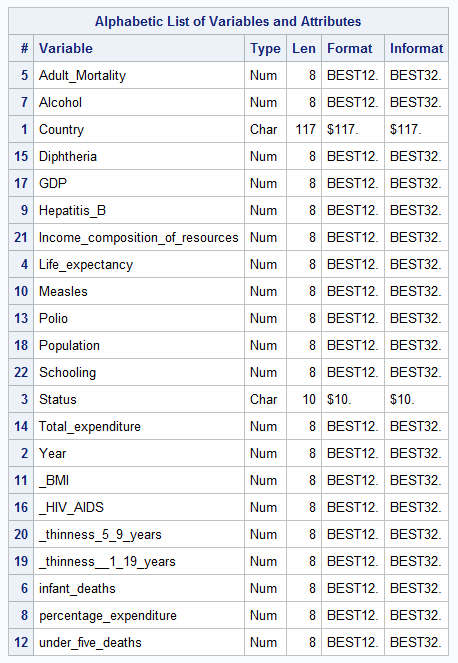 Alphabetic List of Variables and Attributes
# Variable Type Len Format Informat
5 Adult_Mortality Num 8 BEST12. BEST32.
7 Alcohol Num 8 BEST12. BEST32.
1 Country Char 117 $117. $117.
15 Diphtheria Num 8 BEST12. BEST32.
17 GDP Num 8 BEST12. BEST32.
9 Hepatitis_B Num 8 BEST12. BEST32.
21 Income_composition_of_resources Num 8 BEST12. BEST32.
4 Life_expectancy Num 8 BEST12. BEST32.
10 Measles Num 8 BEST12. BEST32.
13 Polio Num 8 BEST12. BEST32.
18 Population Num 8 BEST12. BEST32.
22 Schooling Num 8 BEST12. BEST32.
3 Status Char 10 $10. $10.
14 Total_expenditure Num 8 BEST12. BEST32.
2 Year Num 8 BEST12. BEST32.
11 _BMI Num 8 BEST12. BEST32.
16 _HIV_AIDS Num 8 BEST12. BEST32.
20 _thinness_5_9_years Num 8 BEST12. BEST32.
19 _thinness__1_19_years Num 8 BEST12. BEST32.
6 infant_deaths Num 8 BEST12. BEST32.
8 percentage_expenditure Num 8 BEST12. BEST32.
12 under_five_deaths Num 8 BEST12. BEST32.